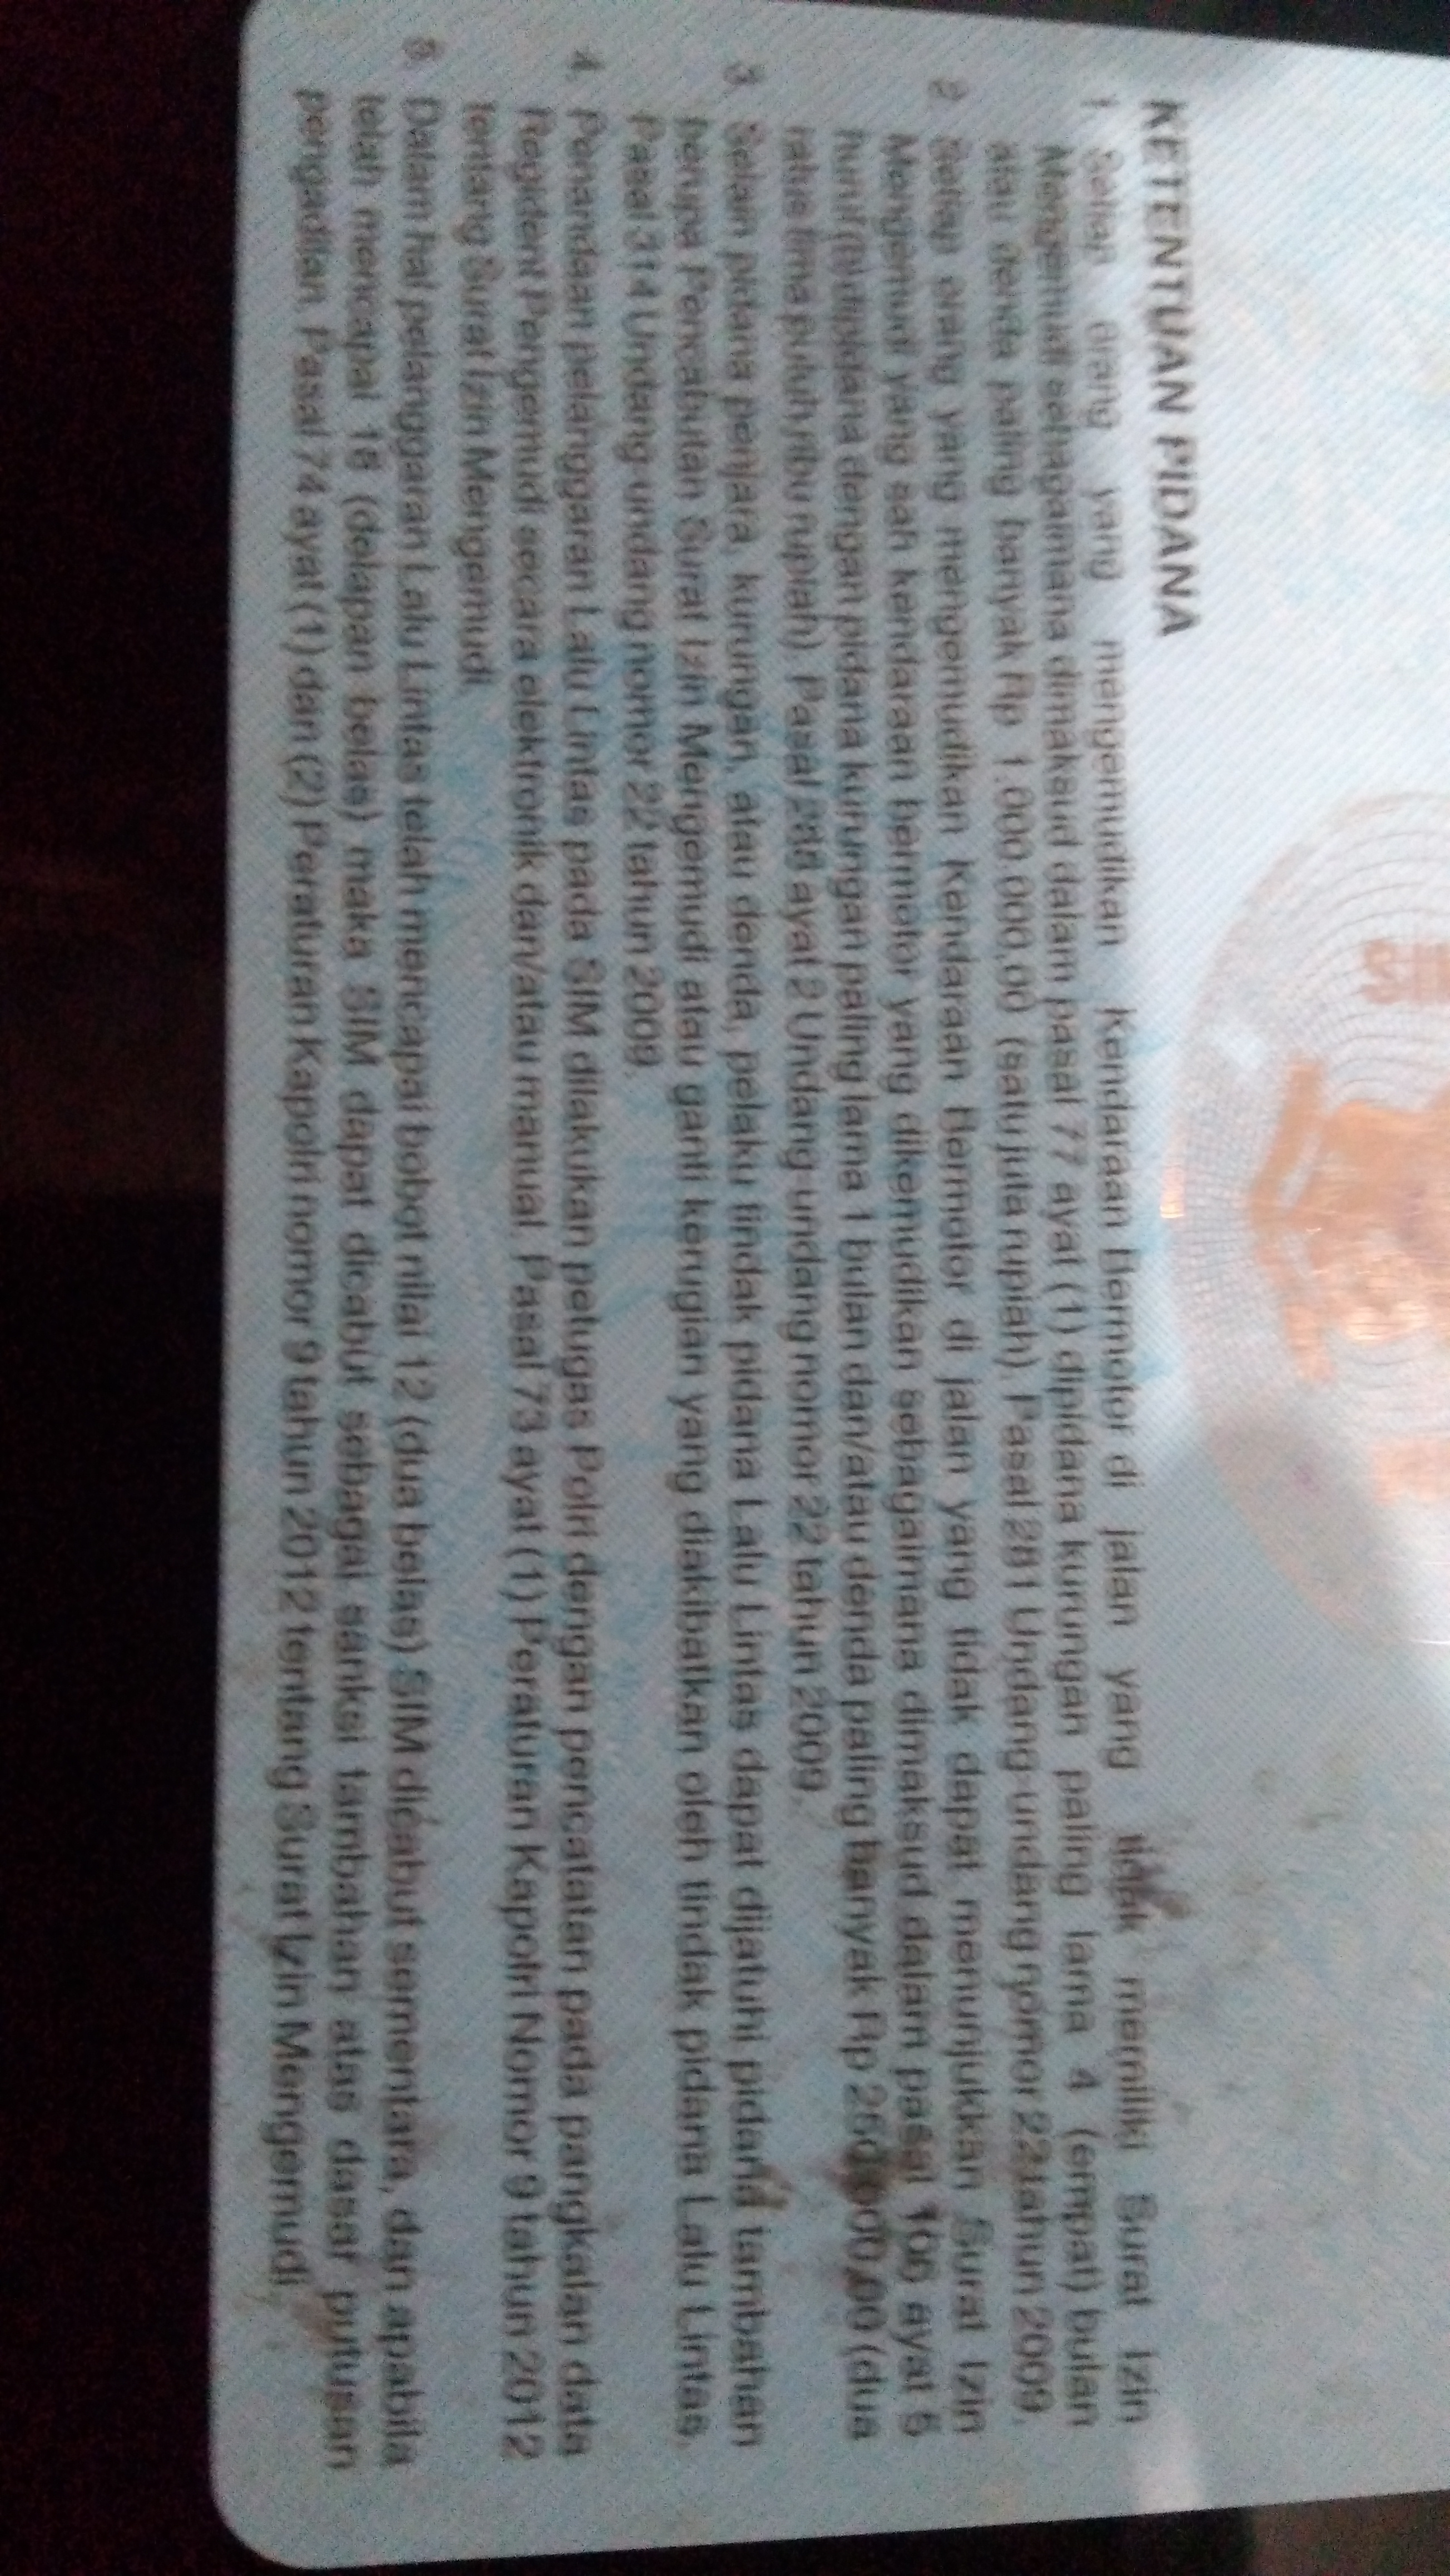 KETENTUAN PIDANA
1. Setiap orang yang mengemudikan Kendaraan Bermotor di jalan yang tidak memiliki Surat Izin
Mengemudi sebagaimana dimaksud dalam pasal 77 ayat (1) dipidana kurungan paling lama 4 (empat) bulan
atau denda paling banyak Rp 1.000.000,00 (satu juta rupiah). Pasal 281 Undang-undang nomor 22 tahun 2009.
2. Setiap orang yang mengemudikan Kendaraan Bermotor di jalan yang tidak dapat menunjukkan Surat Izin
Mengemudi yang sah kendaraan bermotor yang dikemudikan sebagaimana dimaksud dalam pasal 106 ayat 5
huruf (b) dipidana dengan pidana kurungan paling lama 1 bulan dan/atau denda paling banyak Rp 250.000,00 (dua
ratus lima puluh ribu rupiah). Pasal 288 ayat 2 Undang-undang nomor 22 tahun 2009.
3. Selain pidana penjara, kurungan, atau denda, pelaku tindak pidana Lalu Lintas dapat dijatuhi pidana tambahan
berupa Pencabutan Surat Izin Mengemudi atau ganti kerugian yang diakibatkan oleh tindak pidana Lalu Lintas,
Pasal 314 Undang-undang nomor 22 tahun 2009.
4. Penandaan pelanggaran Lalu Lintas pada SIM dilakukan petugas Polri dengan pencatatan pada pangkalan data
Regident Pengemudi secara elektronik dan/atau manual. Pasal 73 ayat (1) Peraturan Kapolri Nomor 9 tahun 2012
tentang Surat Izin Mengemudi.
5. Dalam hal pelanggaran Lalu Lintas telah mencapai bobot nilai 12 (dua belas) SIM dicabut sementara, dan apabila
telah mencapai 18 (delapan belas) maka SIM dapat dicabut sebagai sanksi tambahan atas dasar putusan
pengadilan. Pasal 74 ayat (1) dan (2) Peraturan Kapolri nomor 9 tahun 2012 tentang Surat Izin Mengemudi.